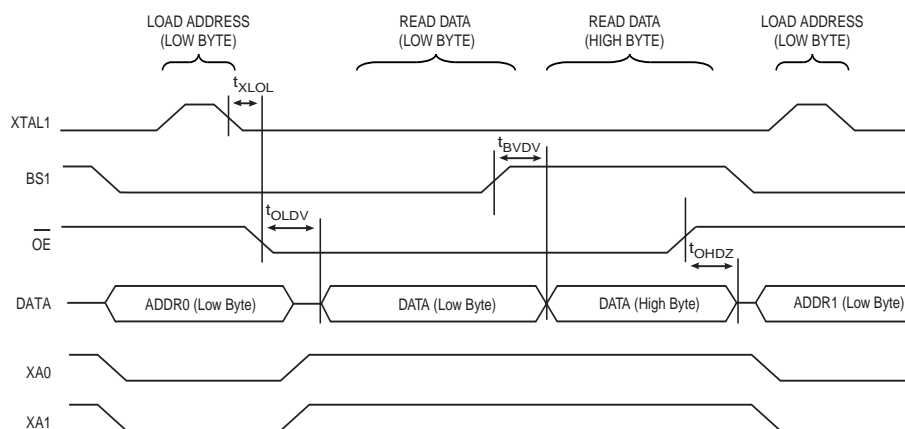 LOAD ADDRESS
(LOW BYTE)
READ DATA
(LOW BYTE)
READ DATA
(HIGH BYTE)
LOAD ADDRESS
(LOW BYTE)
tXLOL
XTAL1
tBVDV
BS1
tOLDV
OE
tOHDZ
DATA
ADDR0 (Low Byte)
DATA (Low Byte)
DATA (High Byte)
ADDR1 (Low Byte)
XA0
XA1